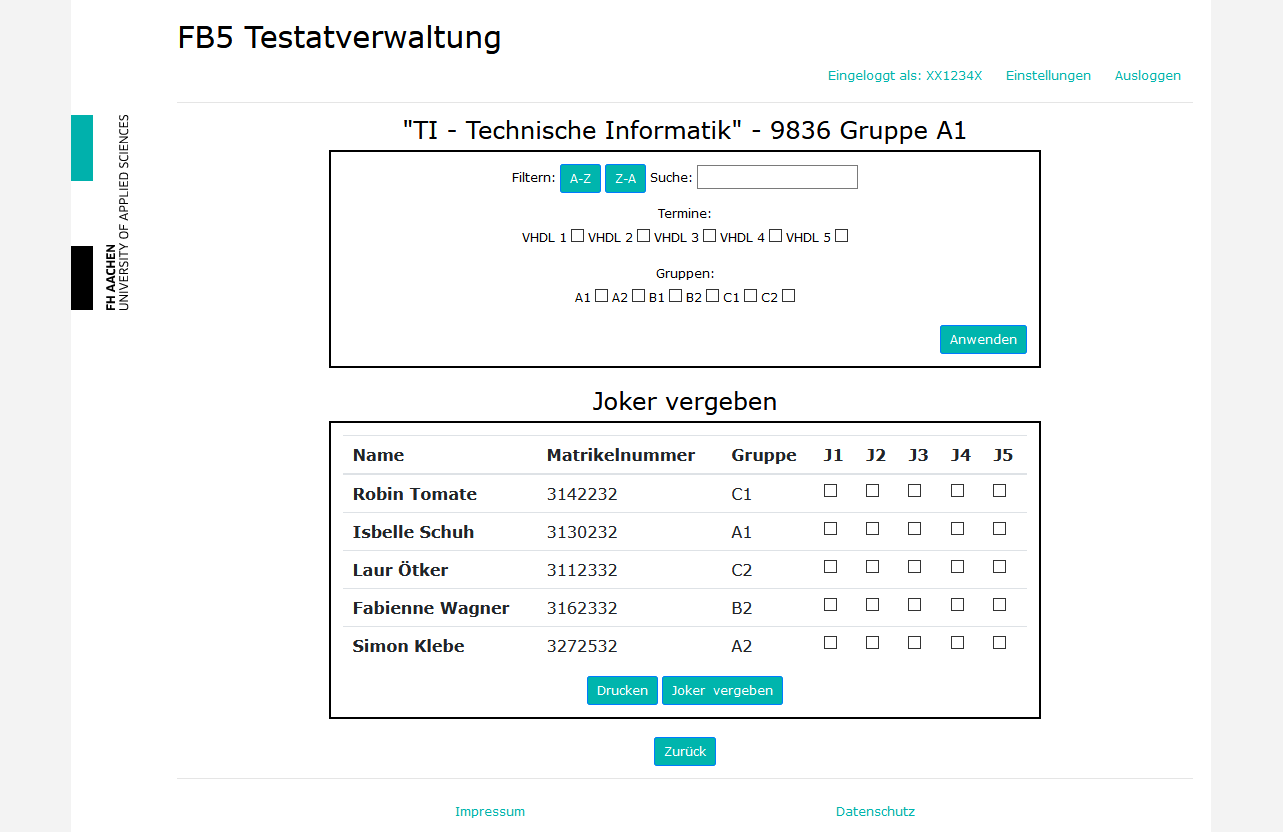 FB5 Testatverwaltung
Eingeloggt als: XX1234X Einstellungen Ausloggen
FH AACHEN
UNIVERSITY OF APPLIED SCIENCES
"TI - Technische Informatik" - 9836 Gruppe A1
Filtern: A-Z Z-A Suche:
Termine:
VHDL 1 VHDL 2 VHDL 3 VHDL 4 VHDL 5
Gruppen:
A1 A2 B1 B2 C1 C2
Anwenden
Joker vergeben
Name Matrikelnummer Gruppe J1 J2 J3 J4 J5
Robin Tomate 3142232 C1
Isbelle Schuh 3130232 A1
Laur Ötker 3112332 C2
Fabienne Wagner 3162332 B2
Simon Klebe 3272532 A2
Drucken Joker vergeben
Zurück
Impressum Datenschutz